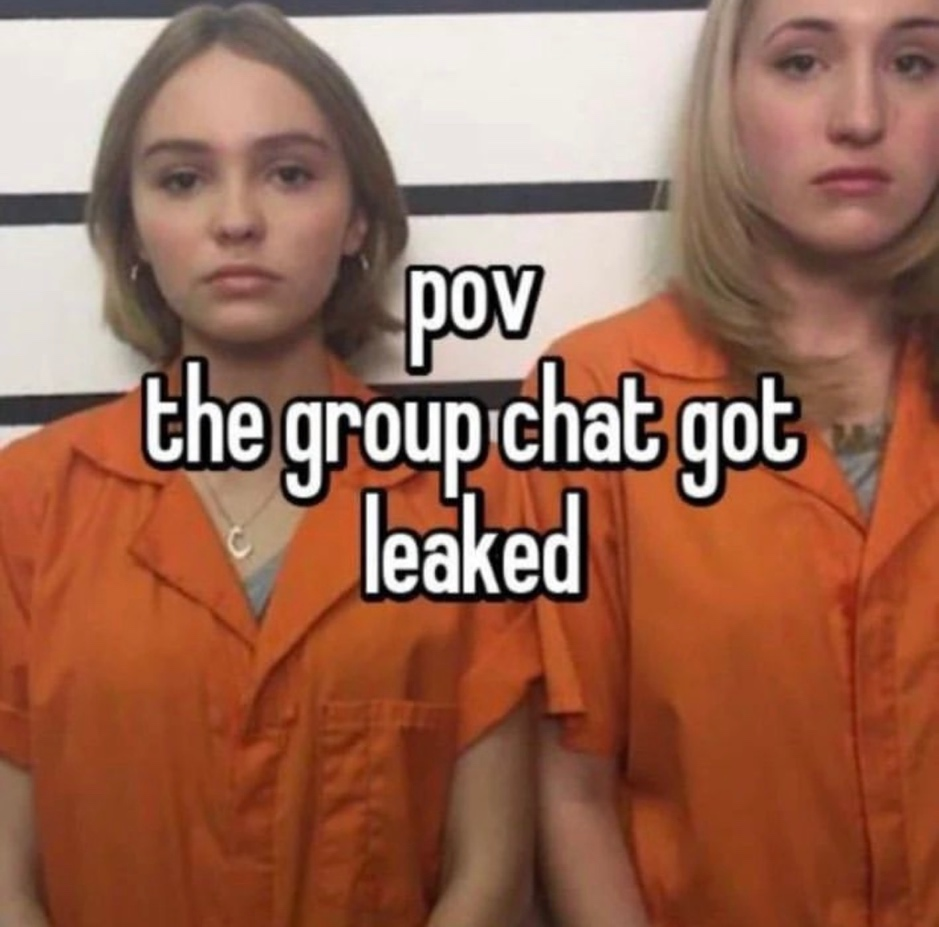 pov
the group chat got
leaked
C